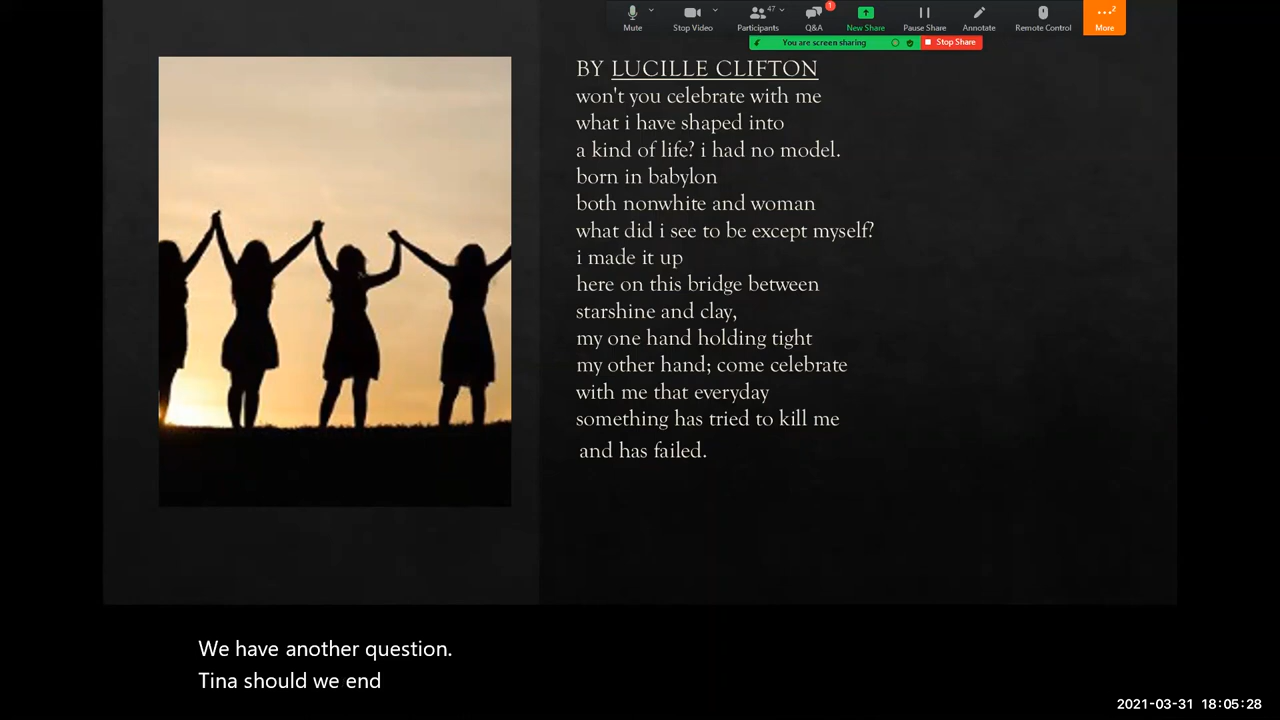 47
1
2
Mute
Stop Video
Participants
Q&A
New Share
Pause Share
Annotate
Remote Control
More
You are screen sharing
Stop Share
BY LUCILLE CLIFTON
won't you celebrate with me
what i have shaped into
a kind of life? i had no model.
born in babylon
both nonwhite and woman
what did i see to be except myself?
i made it up
here on this bridge between
starshine and clay,
my one hand holding tight
my other hand; come celebrate
with me that everyday
something has tried to kill me
and has failed.
We have another question.
Tina should we end
2021-03-31 18:05:28